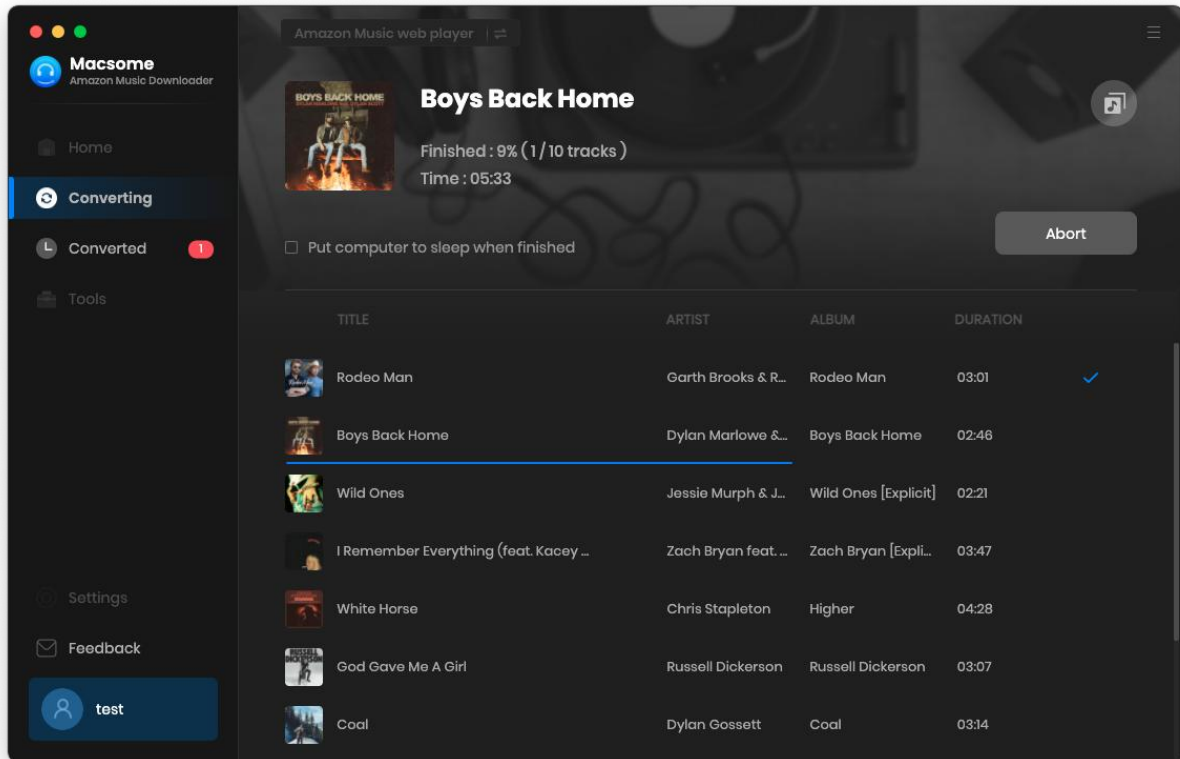 Macsome
Amazon Music Downloader
Home
Converting
Converted 1
Tools
Settings
Feedback
test
Amazon Music web player
BOYS BACK HOME
Boys Back Home
Finished : 9% ( 1 / 10 tracks )
Time : 05:33
Put computer to sleep when finished
Abort
TITLE ARTIST ALBUM DURATION
Rodeo Man Garth Brooks & R... Rodeo Man 03:01
Boys Back Home Dylan Marlowe &... Boys Back Home 02:46
Wild Ones Jessie Murph & J... Wild Ones [Explicit] 02:21
I Remember Everything (feat. Kacey ... Zach Bryan feat. ... Zach Bryan [Expli... 03:47
White Horse Chris Stapleton Higher 04:28
God Gave Me A Girl Russell Dickerson Russell Dickerson 03:07
Coal Dylan Gossett Coal 03:14